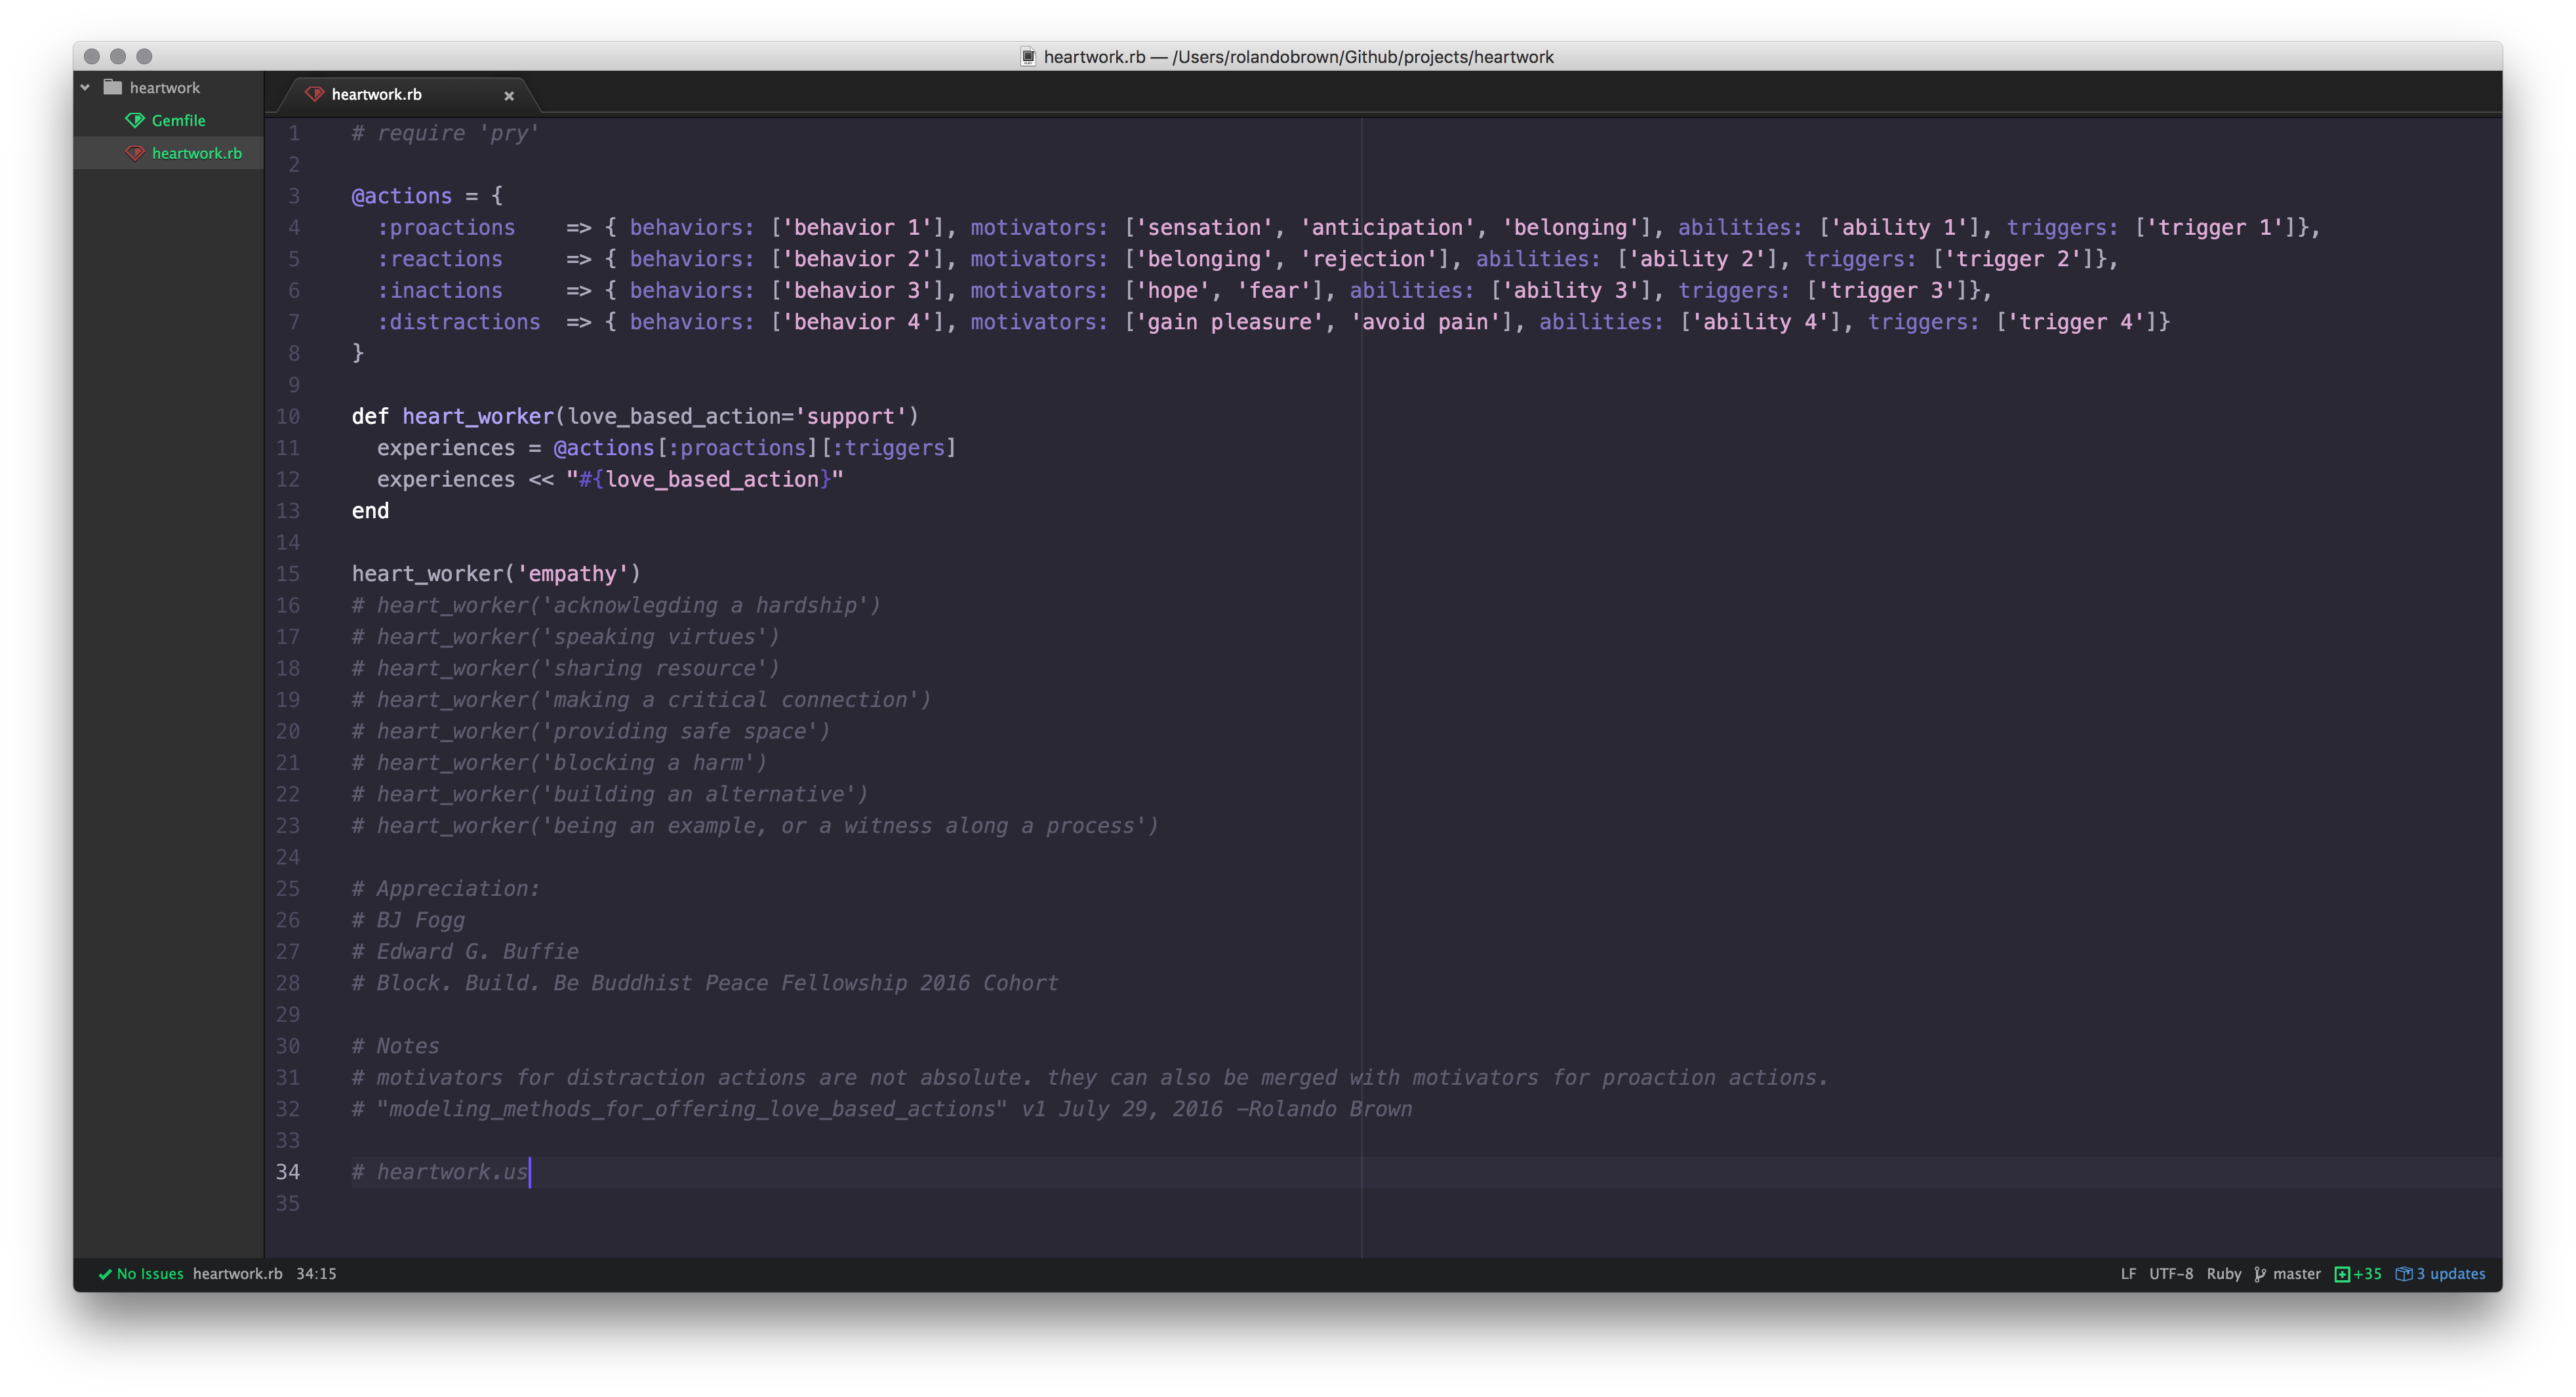 heartwork.rb — /Users/rolandobrown/Github/projects/heartwork
heartwork
Gemfile
heartwork.rb
heartwork.rb
1 # require 'pry'
2
3 @actions = {
4   :proactions    => { behaviors: ['behavior 1'], motivators: ['sensation', 'anticipation', 'belonging'], abilities: ['ability 1'], triggers: ['trigger 1']},
5   :reactions     => { behaviors: ['behavior 2'], motivators: ['belonging', 'rejection'], abilities: ['ability 2'], triggers: ['trigger 2']},
6   :inactions     => { behaviors: ['behavior 3'], motivators: ['hope', 'fear'], abilities: ['ability 3'], triggers: ['trigger 3']},
7   :distractions  => { behaviors: ['behavior 4'], motivators: ['gain pleasure', 'avoid pain'], abilities: ['ability 4'], triggers: ['trigger 4']}
8 }
9
10 def heart_worker(love_based_action='support')
11   experiences = @actions[:proactions][:triggers]
12   experiences << "#{love_based_action}"
13 end
14
15 heart_worker('empathy')
16 # heart_worker('acknowlegding a hardship')
17 # heart_worker('speaking virtues')
18 # heart_worker('sharing resource')
19 # heart_worker('making a critical connection')
20 # heart_worker('providing safe space')
21 # heart_worker('blocking a harm')
22 # heart_worker('building an alternative')
23 # heart_worker('being an example, or a witness along a process')
24
25 # Appreciation:
26 # BJ Fogg
27 # Edward G. Buffie
28 # Block. Build. Be Buddhist Peace Fellowship 2016 Cohort
29
30 # Notes
31 # motivators for distraction actions are not absolute. they can also be merged with motivators for proaction actions.
32 # "modeling_methods_for_offering_love_based_actions" v1 July 29, 2016 -Rolando Brown
33
34 # heartwork.us
35
No Issues heartwork.rb 34:15
LF UTF-8 Ruby master +35 3 updates